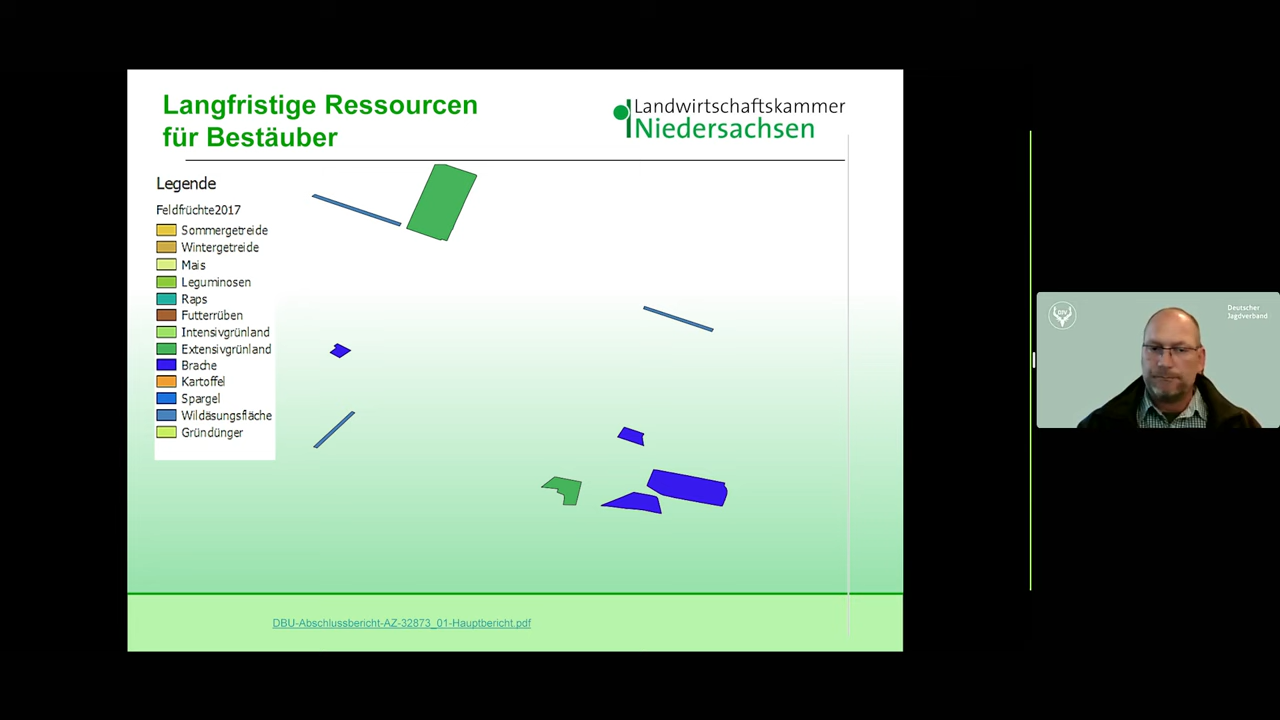 Langfristige Ressourcen
für Bestäuber
Landwirtschaftskammer
Niedersachsen
Legende
Feldfrüchte2017
Sommergetreide
Wintergetreide
Mais
Leguminosen
Raps
Futterrüben
Intensivgrünland
Extensivgrünland
Brache
Kartoffel
Spargel
Wildäsungsfläche
Gründünger
DBU-Abschlussbericht-AZ-32873_01-Hauptbericht.pdf
DJV
Deutscher
Jagdverband